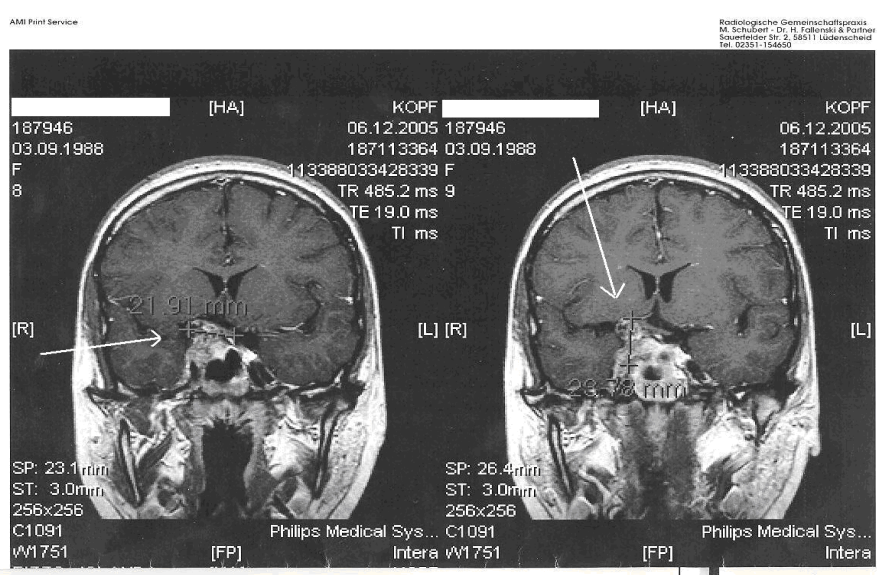 AMI Print Service
Radiologische Gemeinschaftspraxis
M. Schubert - Dr. H. Fallenski & Partner
Sauerfelder Str. 2, 58511 Lüdenscheid
Tel. 02351-154650
[HA] KOPF
187946 06.12.2005
03.09.1988 187113364
F 113388033428339
8 TR 485.2 ms
TE 19.0 ms
TI ms
21.91 mm
[R] [L]
SP: 23.1mm
ST: 3.0mm
256x256
C1091 Philips Medical Sys...
W1751 [FP] Intera
[HA] KOPF
187946 06.12.2005
03.09.1988 187113364
F 113388033428339
9 TR 485.2 ms
TE 19.0 ms
TI ms
[R] [L]
mm
SP: 26.4mm
ST: 3.0mm
256x256
C1091 Philips Medical Sys...
W1751 [FP] Intera